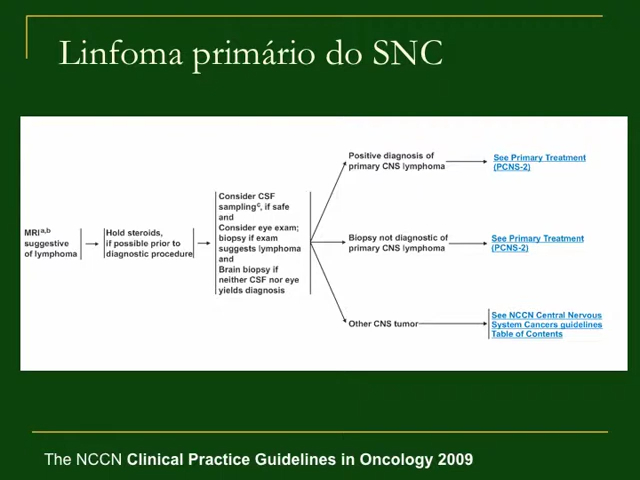 Linfoma primário do SNC
MRIa,b
suggestive
of lymphoma
Hold steroids,
if possible prior to
diagnostic procedure
Consider CSF
samplingc, if safe
and
Consider eye exam;
biopsy if exam
suggests lymphoma
and
Brain biopsy if
neither CSF nor eye
yields diagnosis
Positive diagnosis of
primary CNS lymphoma
See Primary Treatment
(PCNS-2)
Biopsy not diagnostic of
primary CNS lymphoma
See Primary Treatment
(PCNS-2)
Other CNS tumor
See NCCN Central Nervous
System Cancers guidelines
Table of Contents
The NCCN Clinical Practice Guidelines in Oncology 2009